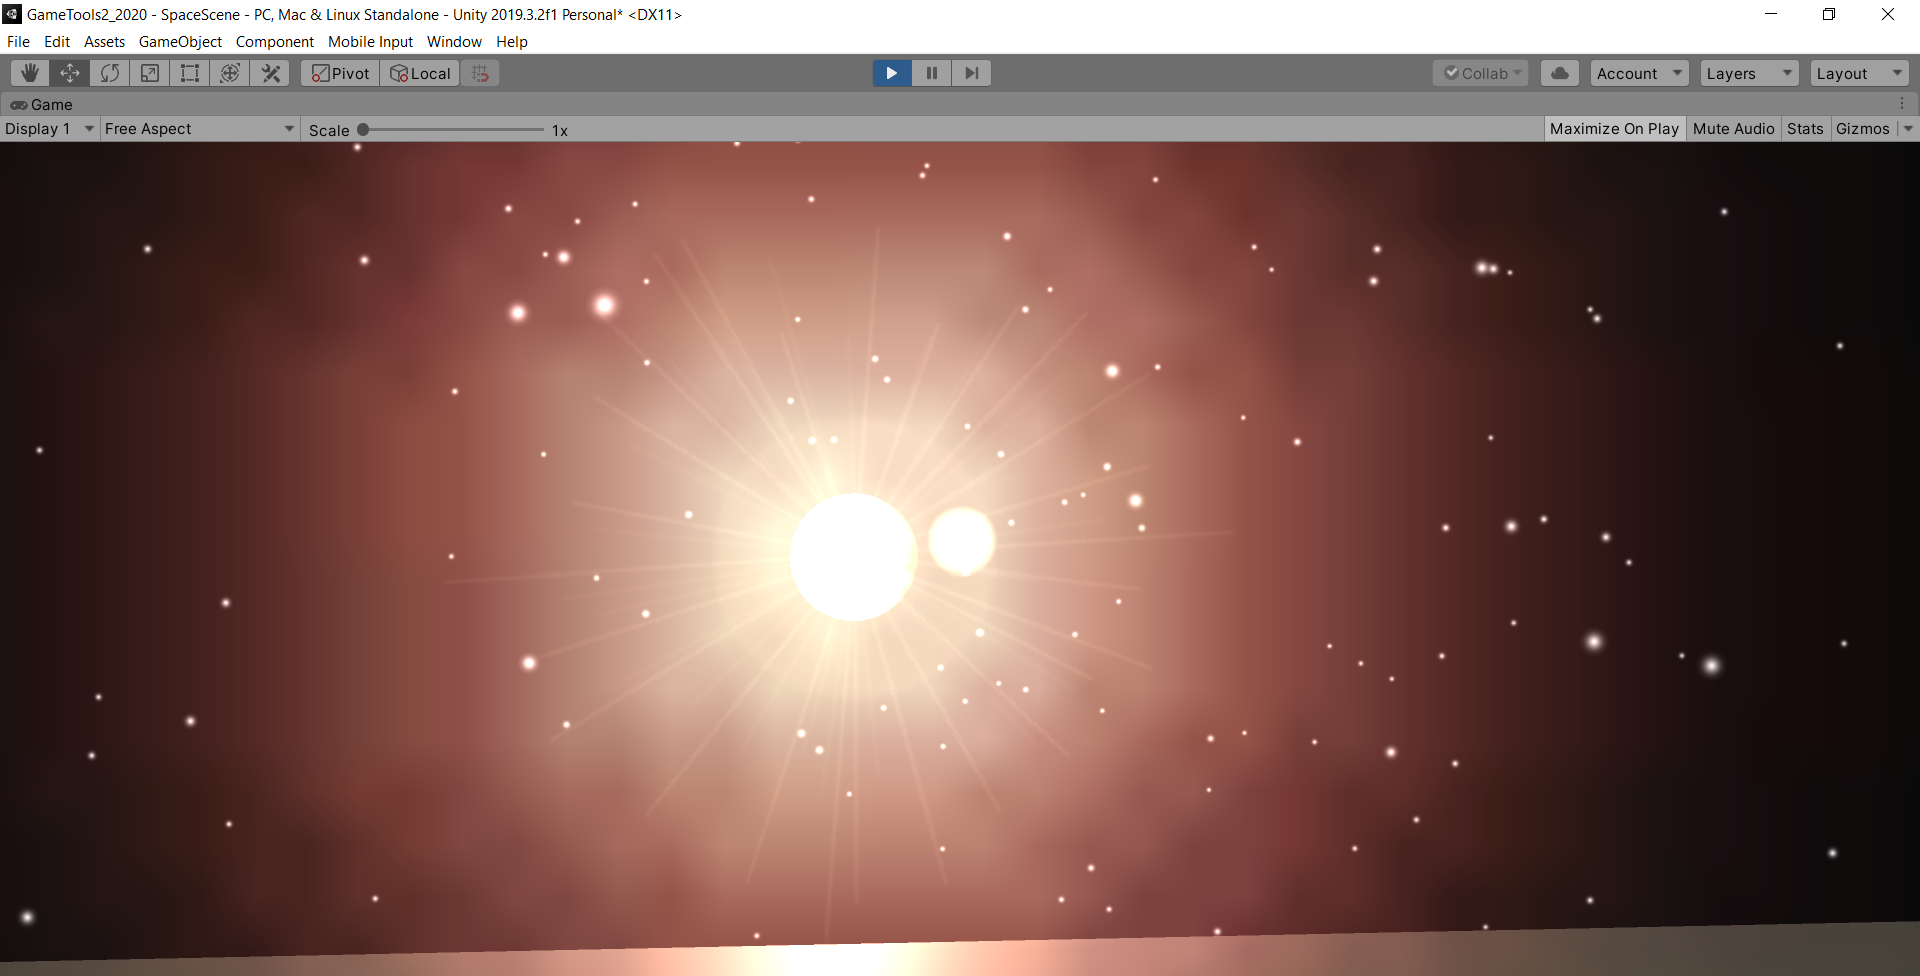 GameTools2_2020 - SpaceScene - PC, Mac & Linux Standalone - Unity 2019.3.2f1 Personal* <DX11>
File Edit Assets GameObject Component Mobile Input Window Help
Pivot Local Collab Account Layers Layout
Game
Display 1 Free Aspect Scale 1x Maximize On Play Mute Audio Stats Gizmos